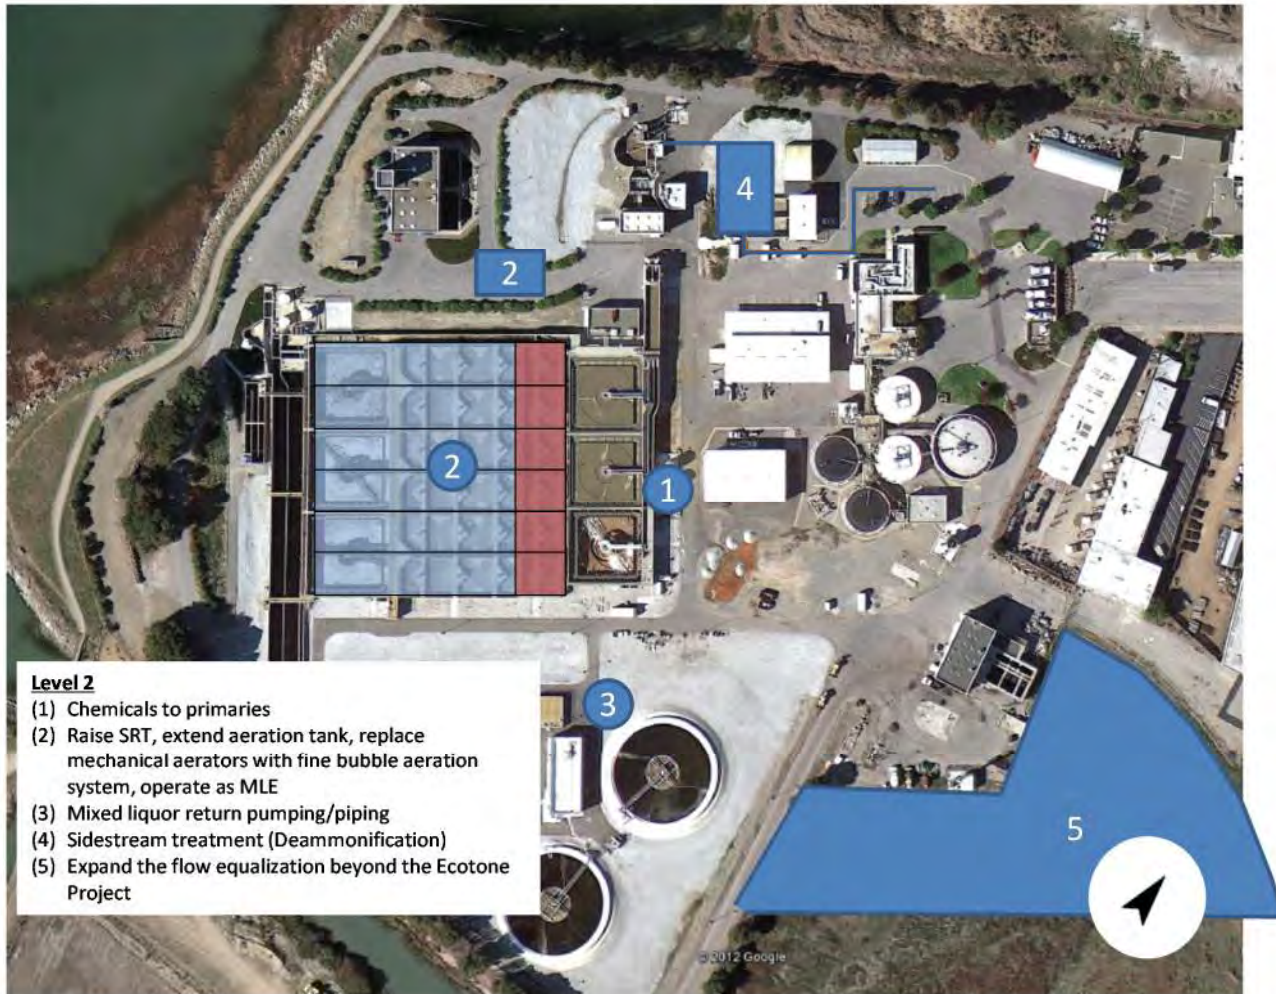 4
2
2
1
Level 2
(1) Chemicals to primaries
(2) Raise SRT, extend aeration tank, replace
mechanical aerators with fine bubble aeration
system, operate as MLE
(3) Mixed liquor return pumping/piping
(4) Sidestream treatment (Deammonification)
(5) Expand the flow equalization beyond the Ecotone
Project
3
5
© 2012 Google